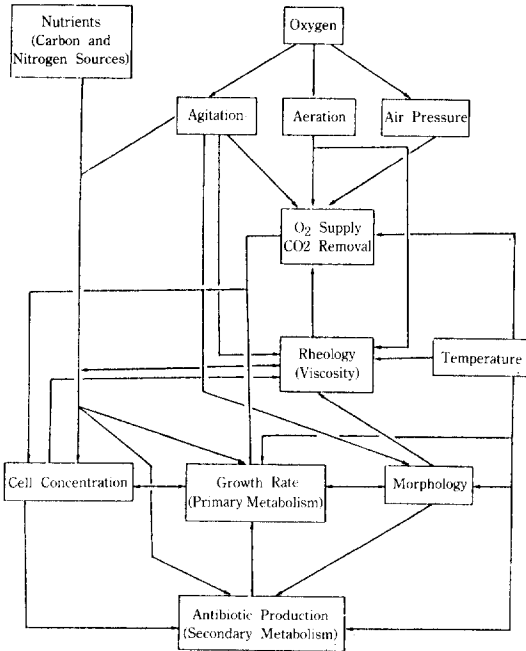 Nutrients
(Carbon and
Nitrogen Sources)
Oxygen
Agitation
Aeration
Air Pressure
O2 Supply
CO2 Removal
Rheology
(Viscosity)
Temperature
Cell Concentration
Growth Rate
(Primary Metabolism)
Morphology
Antibiotic Production
(Secondary Metabolism)